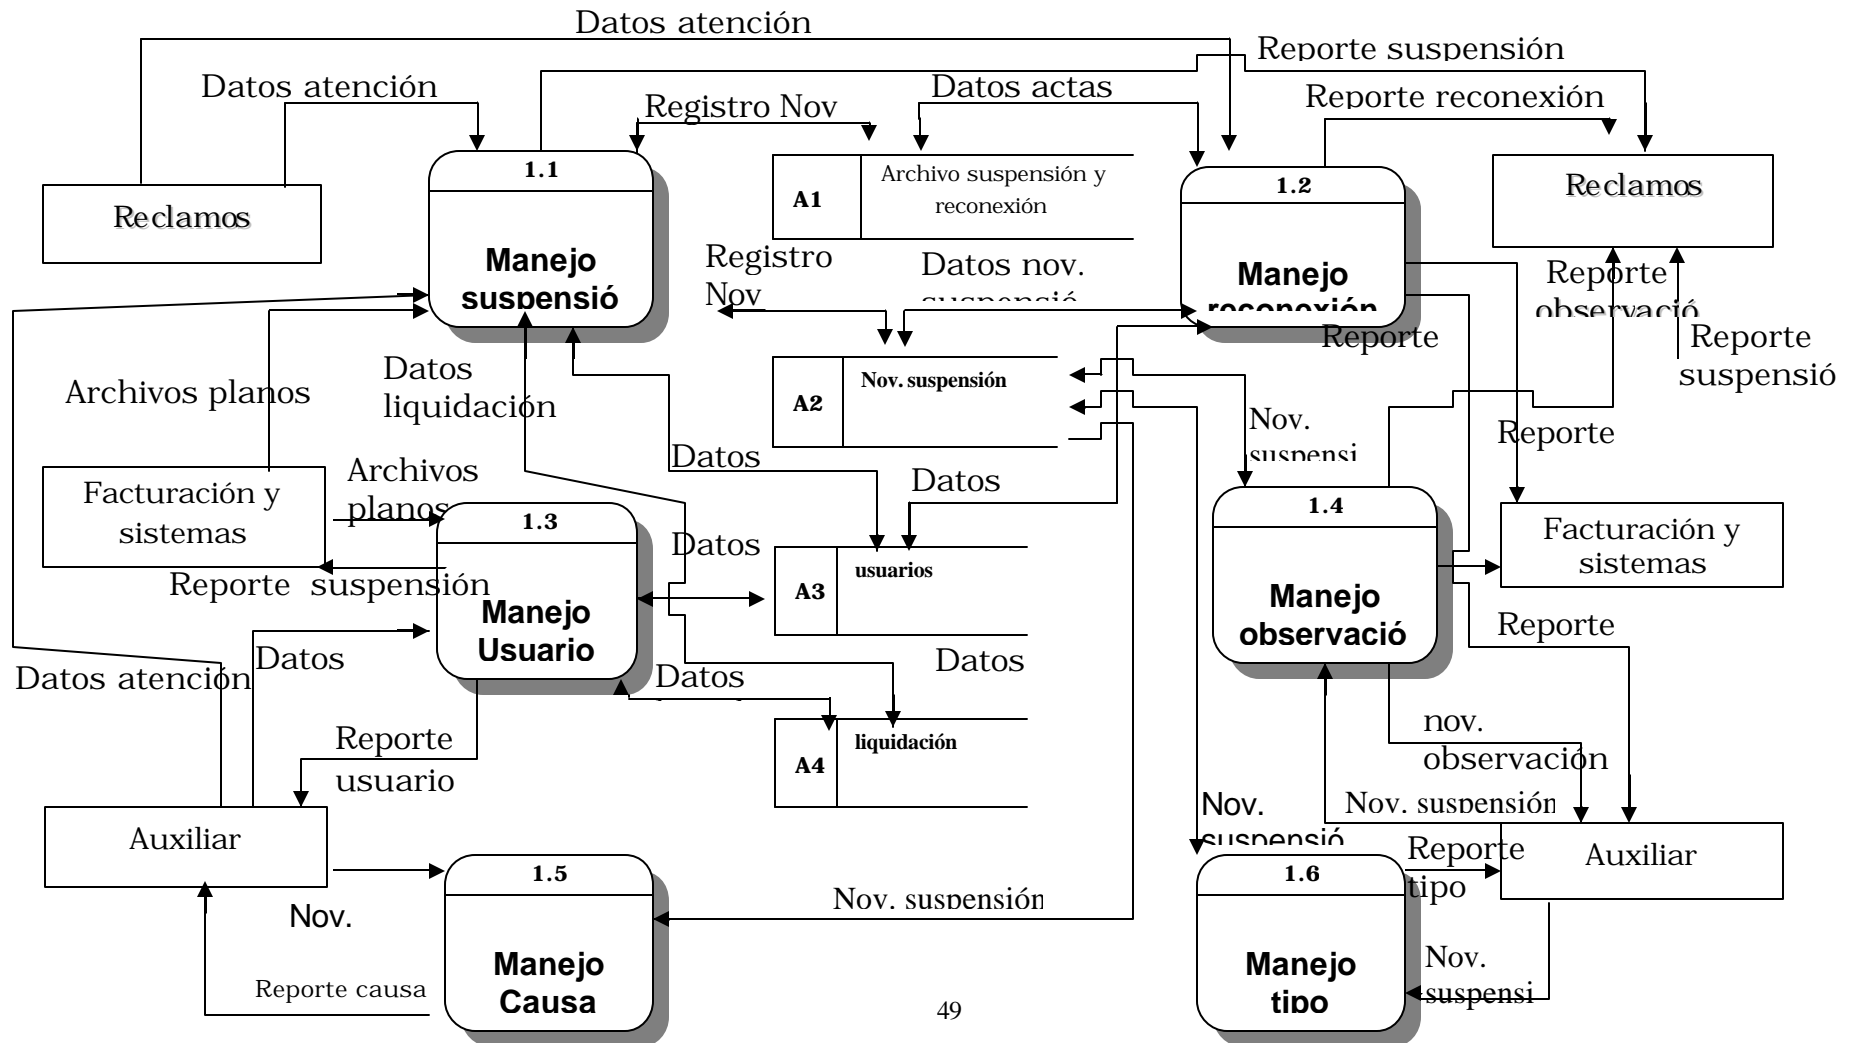 Datos atención
Reporte suspensión
Datos atención
Registro Nov
Datos actas
Reporte reconexión
1.1
Manejo
suspensió
A1
Archivo suspensión y
reconexión
1.2
Manejo
reconexión
Reclamos
Reclamos
Registro
Nov
Datos nov.
suspensió
Reporte
observació
Reporte
Reporte
suspensió
Archivos planos
Datos
liquidación
A2
Nov. suspensión
Nov.
suspensi
Reporte
Datos
Datos
Archivos
planos
Facturación y
sistemas
1.3
Manejo
Usuario
Datos
A3
usuarios
1.4
Manejo
observació
Facturación y
sistemas
Reporte suspensión
Reporte
Datos atención
Datos
Datos
Datos
Reporte
usuario
A4
liquidación
nov.
observación
Nov.
suspensió
Nov. suspensión
Auxiliar
Reporte
tipo
Auxiliar
1.5
Manejo
Causa
Nov.
Nov. suspensión
1.6
Manejo
tipo
Nov.
suspensi
Reporte causa
49